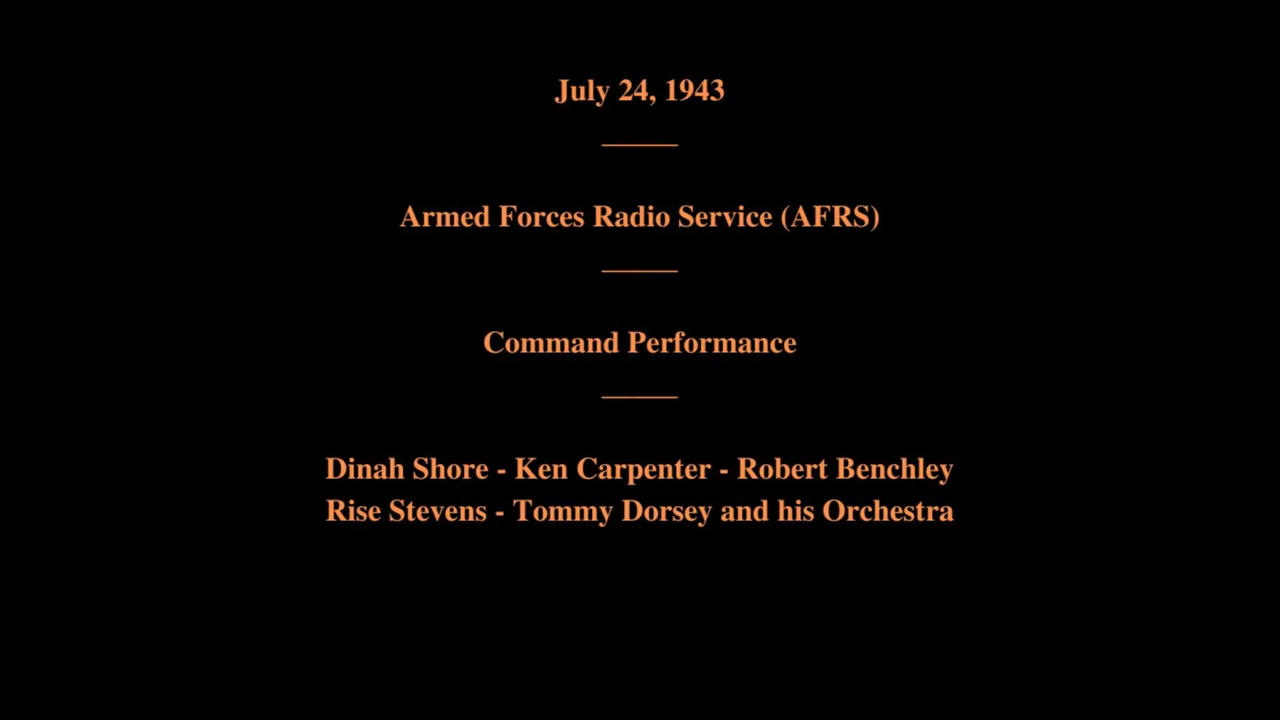 July 24, 1943
Armed Forces Radio Service (AFRS)
Command Performance
Dinah Shore - Ken Carpenter - Robert Benchley
Rise Stevens - Tommy Dorsey and his Orchestra